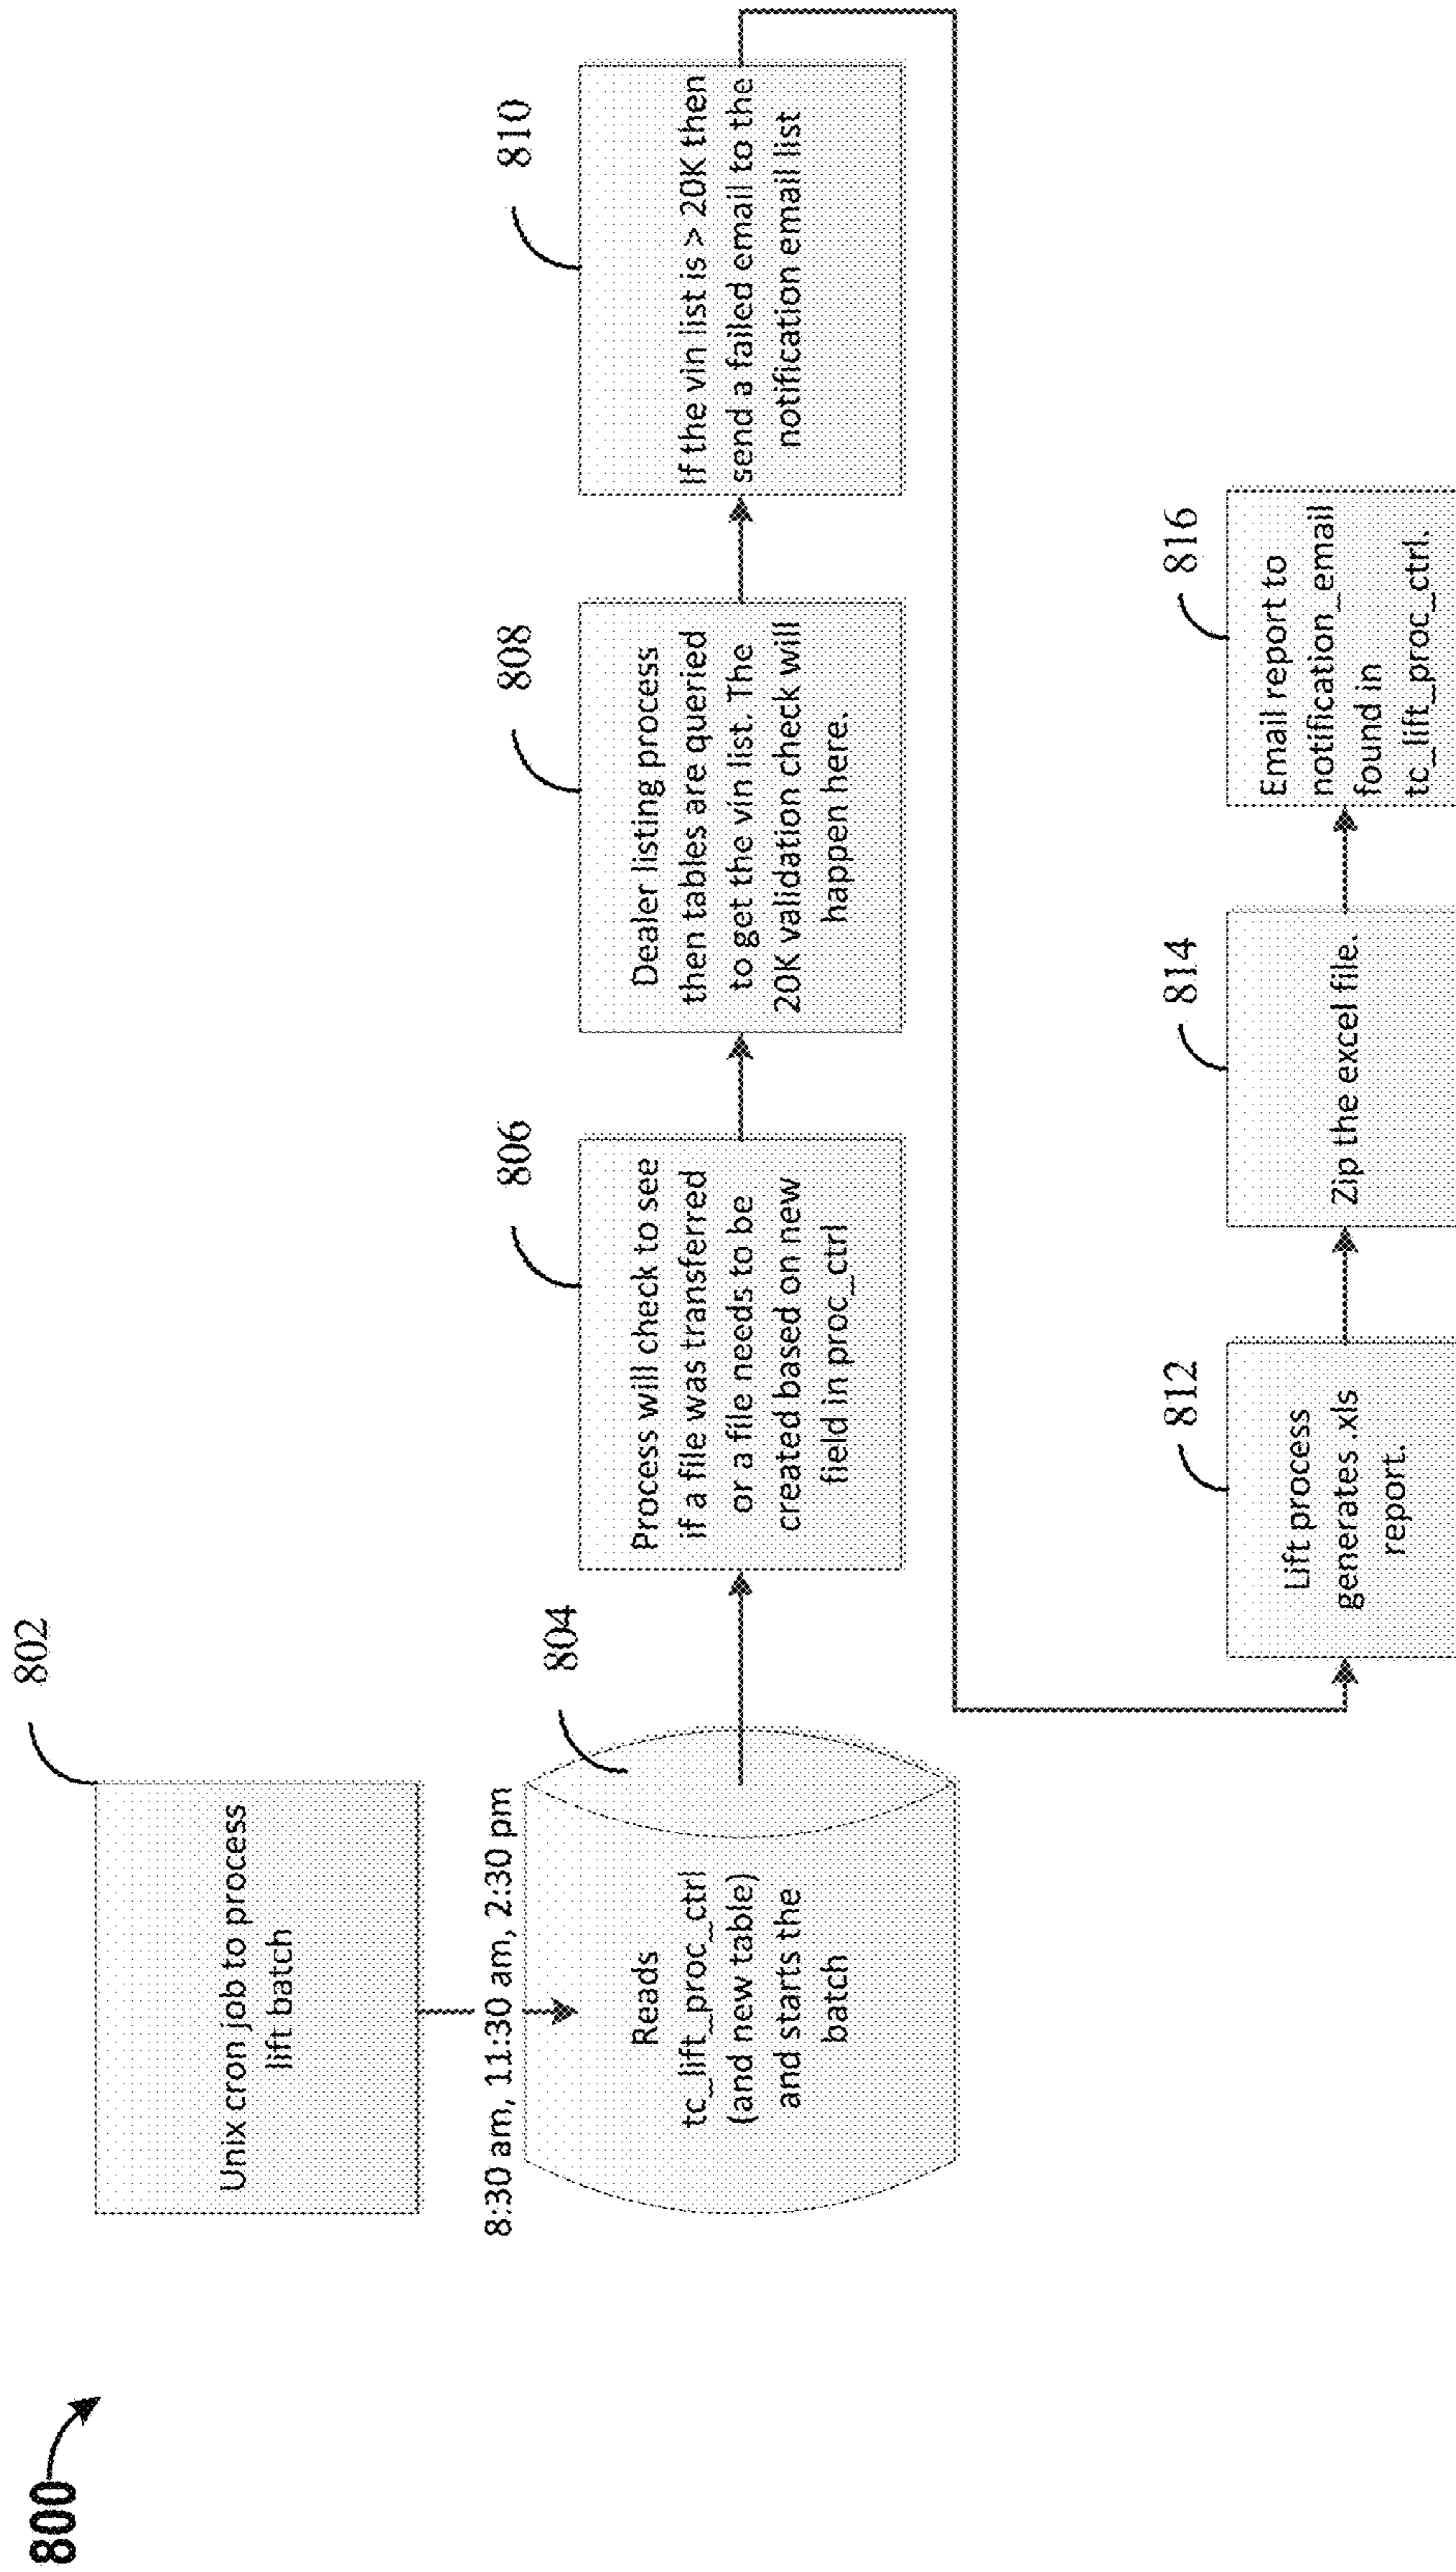 800
802
Unix cron job to process
lift batch
8:30 am, 11:30 am, 2:30 pm
804
Reads
tc_lift_proc_ctrl
(and new table)
and starts the
batch
806
Process will check to see
if a file was transferred
or a file needs to be
created based on new
field in proc_ctrl
808
Dealer listing process
then tables are queried
to get the vin list. The
20K validation check will
happen here.
810
If the vin list is > 20K then
send a failed email to the
notification email list
812
Lift process
generates .xls
report.
814
Zip the excel file.
816
Email report to
notification_email
found in
tc_lift_proc_ctrl.